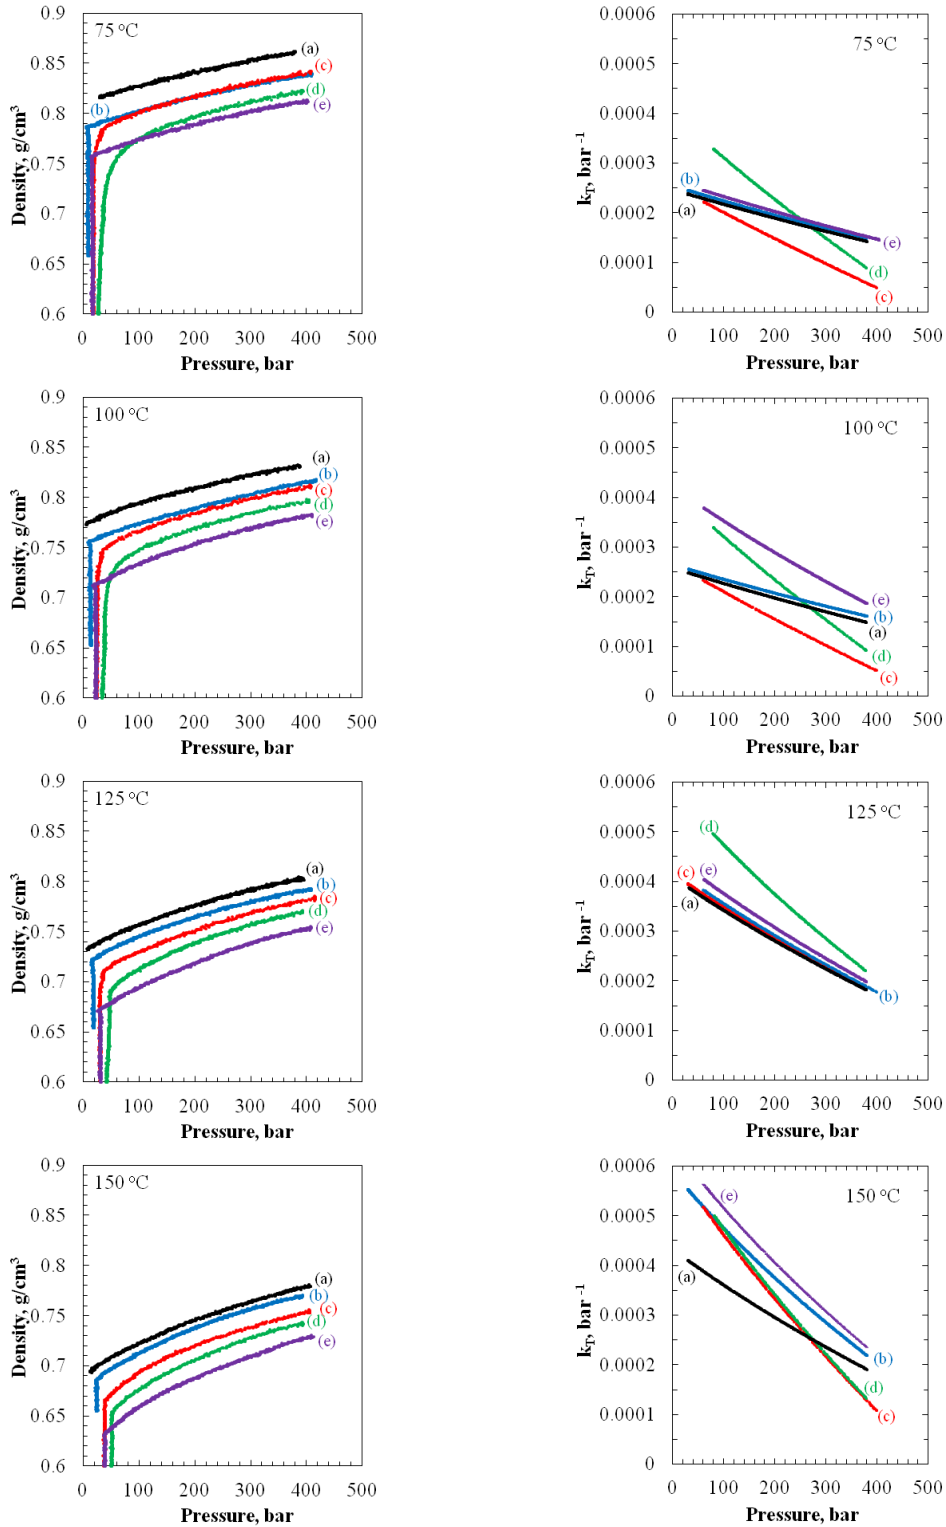 0.9
75 °C
(a)
0.85
(c)
0.8
(b)
(d)
(e)
0.75
0.7
0.65
0.6
0 100 200 300 400 500
Pressure, bar
Density, g/cm³
0.0006
75 °C
0.0005
0.0004
0.0003
(b)
0.0002
(a)
(e)
(d)
0.0001
(c)
0
0 100 200 300 400 500
Pressure, bar
k_T, bar⁻¹
0.9
100 °C
0.85
(a)
(b)
0.8
(c)
(d)
(e)
0.75
0.7
0.65
0.6
0 100 200 300 400 500
Pressure, bar
Density, g/cm³
0.0006
100 °C
0.0005
0.0004
0.0003
0.0002
(e)
(b)
(a)
(d)
0.0001
(c)
0
0 100 200 300 400 500
Pressure, bar
k_T, bar⁻¹
0.9
125 °C
0.85
(a)
0.8
(b)
(c)
(d)
0.75
(e)
0.7
0.65
0.6
0 100 200 300 400 500
Pressure, bar
Density, g/cm³
0.0006
125 °C
0.0005
(d)
(c) (e)
0.0004
(a)
0.0003
0.0002
(b)
0.0001
0
0 100 200 300 400 500
Pressure, bar
k_T, bar⁻¹
0.9
150 °C
0.85
0.8
(a)
(b)
0.75
(c)
(d)
(e)
0.7
0.65
0.6
0 100 200 300 400 500
Pressure, bar
Density, g/cm³
0.0006
(e)
150 °C
0.0005
0.0004
(a)
0.0003
(b)
0.0002
(d)
0.0001
(c)
0
0 100 200 300 400 500
Pressure, bar
k_T, bar⁻¹